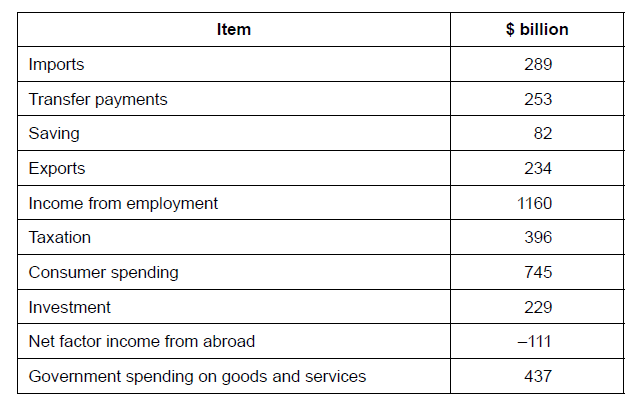 Item $ billion
Imports 289
Transfer payments 253
Saving 82
Exports 234
Income from employment 1160
Taxation 396
Consumer spending 745
Investment 229
Net factor income from abroad –111
Government spending on goods and services 437